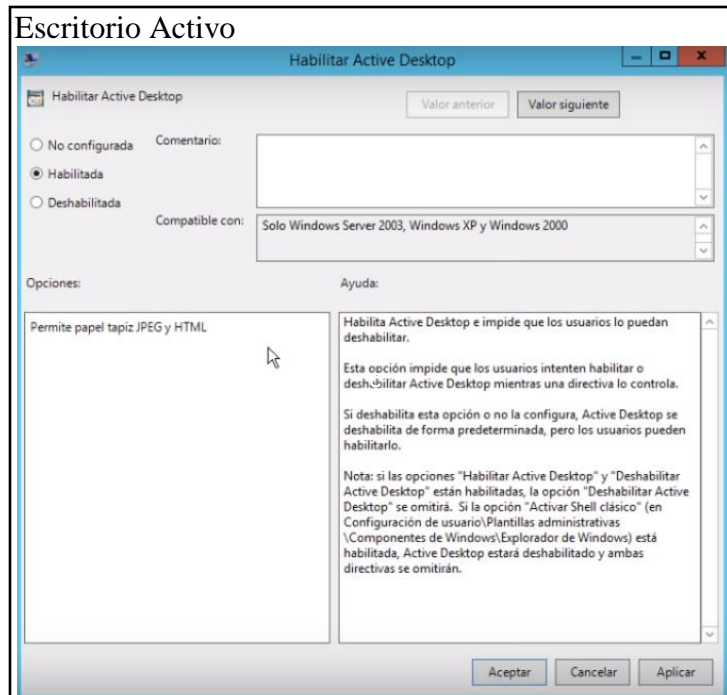 Escritorio Activo
Habilitar Active Desktop
Habilitar Active Desktop
Valor anterior
Valor siguiente
No configurada
Comentario:
Habilitada
Deshabilitada
Compatible con:
Solo Windows Server 2003, Windows XP y Windows 2000
Opciones:
Ayuda:
Permite papel tapiz JPEG y HTML
Habilita Active Desktop e impide que los usuarios lo puedan
deshabilitar.
Esta opción impide que los usuarios intenten habilitar o
deshabilitar Active Desktop mientras una directiva lo controla.
Si deshabilita esta opción o no la configura, Active Desktop se
deshabilita de forma predeterminada, pero los usuarios pueden
habilitarlo.
Nota: si las opciones "Habilitar Active Desktop" y "Deshabilitar
Active Desktop" están habilitadas, la opción "Deshabilitar Active
Desktop" se omitirá.  Si la opción "Activar Shell clásico" (en
Configuración de usuario\Plantillas administrativas
\Componentes de Windows\Explorador de Windows) está
habilitada, Active Desktop estará deshabilitado y ambas
directivas se omitirán.
Aceptar
Cancelar
Aplicar